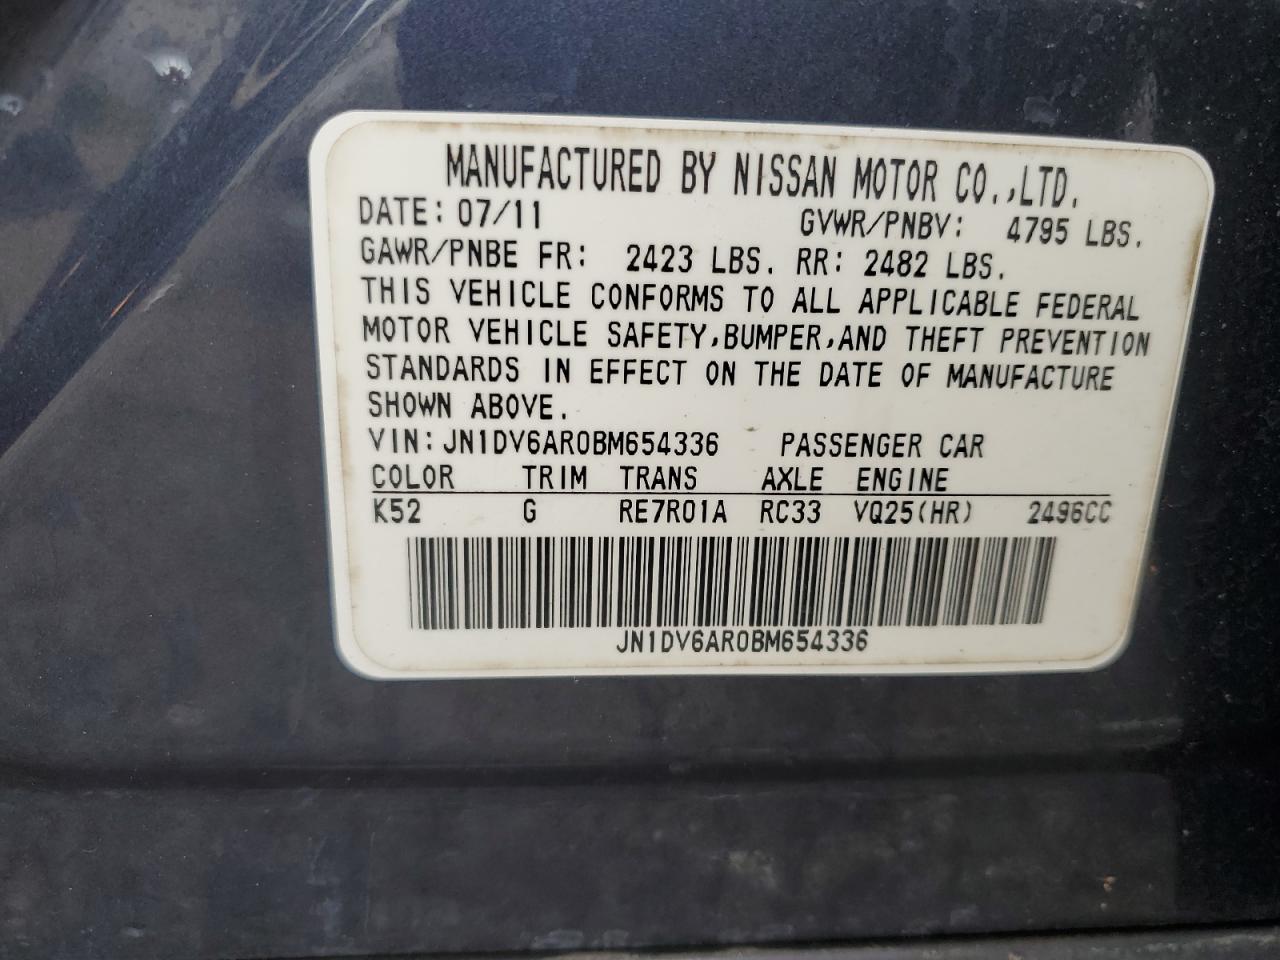 MANUFACTURED BY NISSAN MOTOR CO.,LTD.
DATE: 07/11 GVWR/PNBV: 4795 LBS.
GAWR/PNBE FR: 2423 LBS. RR: 2482 LBS.
THIS VEHICLE CONFORMS TO ALL APPLICABLE FEDERAL
MOTOR VEHICLE SAFETY,BUMPER,AND THEFT PREVENTION
STANDARDS IN EFFECT ON THE DATE OF MANUFACTURE
SHOWN ABOVE.
VIN: JN1DV6AR0BM654336 PASSENGER CAR
COLOR TRIM TRANS AXLE ENGINE
K52 G RE7R01A RC33 VQ25(HR) 2496CC
JN1DV6AR0BM654336